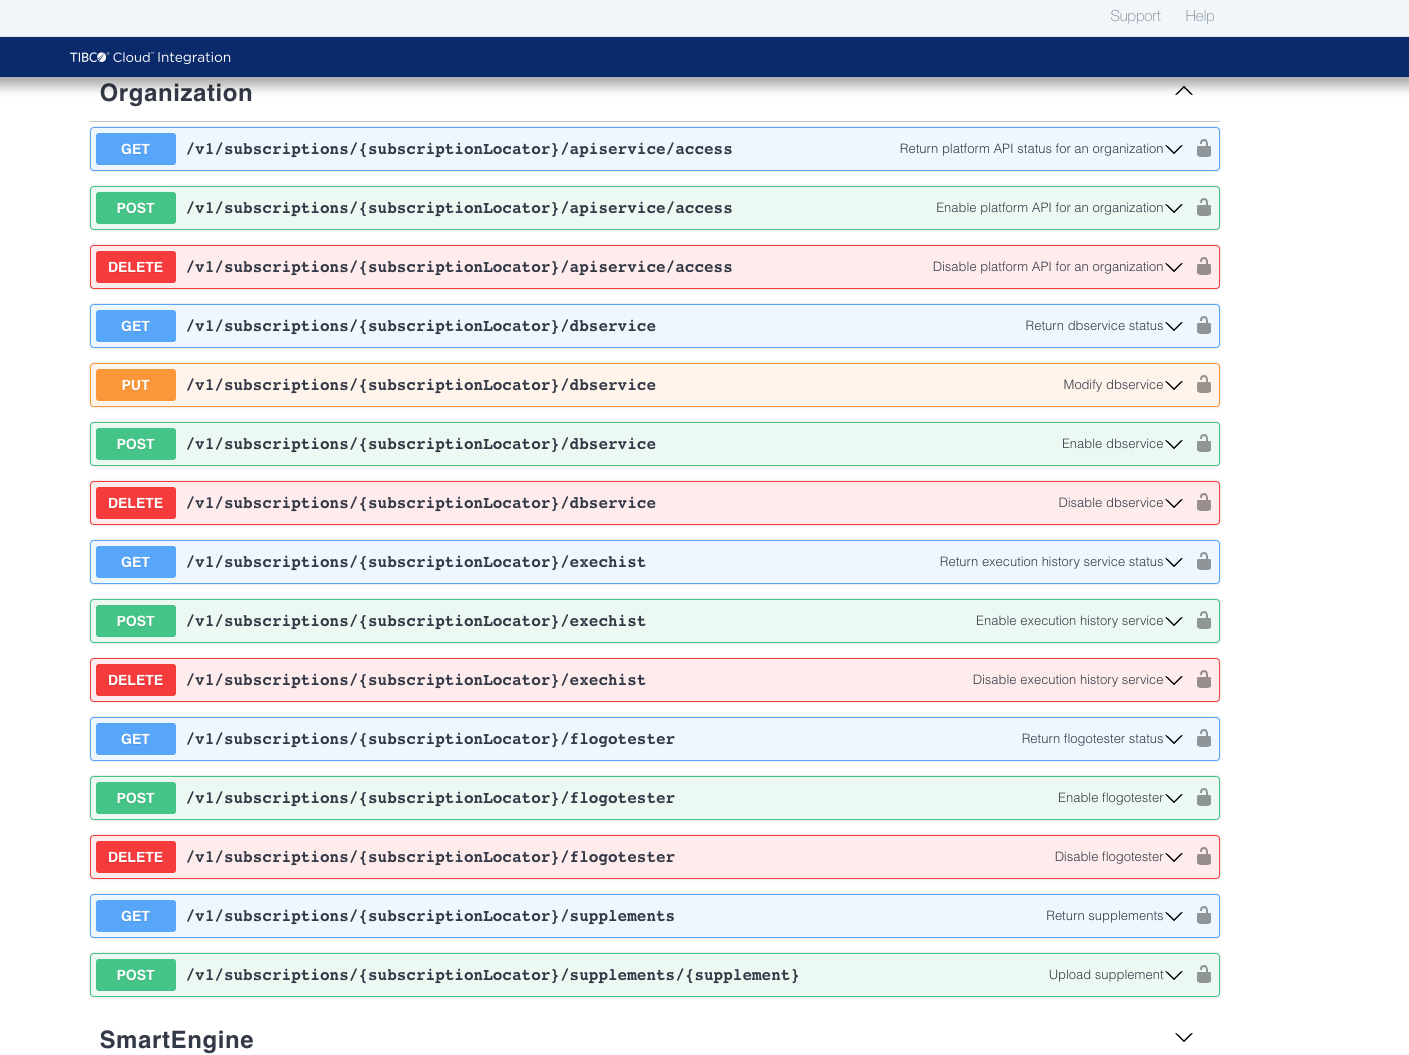 Support Help
TIBCO® Cloud™ Integration
Organization
GET /v1/subscriptions/{subscriptionLocator}/apiservice/access Return platform API status for an organization
POST /v1/subscriptions/{subscriptionLocator}/apiservice/access Enable platform API for an organization
DELETE /v1/subscriptions/{subscriptionLocator}/apiservice/access Disable platform API for an organization
GET /v1/subscriptions/{subscriptionLocator}/dbservice Return dbservice status
PUT /v1/subscriptions/{subscriptionLocator}/dbservice Modify dbservice
POST /v1/subscriptions/{subscriptionLocator}/dbservice Enable dbservice
DELETE /v1/subscriptions/{subscriptionLocator}/dbservice Disable dbservice
GET /v1/subscriptions/{subscriptionLocator}/exechist Return execution history service status
POST /v1/subscriptions/{subscriptionLocator}/exechist Enable execution history service
DELETE /v1/subscriptions/{subscriptionLocator}/exechist Disable execution history service
GET /v1/subscriptions/{subscriptionLocator}/flogotester Return flogotester status
POST /v1/subscriptions/{subscriptionLocator}/flogotester Enable flogotester
DELETE /v1/subscriptions/{subscriptionLocator}/flogotester Disable flogotester
GET /v1/subscriptions/{subscriptionLocator}/supplements Return supplements
POST /v1/subscriptions/{subscriptionLocator}/supplements/{supplement} Upload supplement
SmartEngine